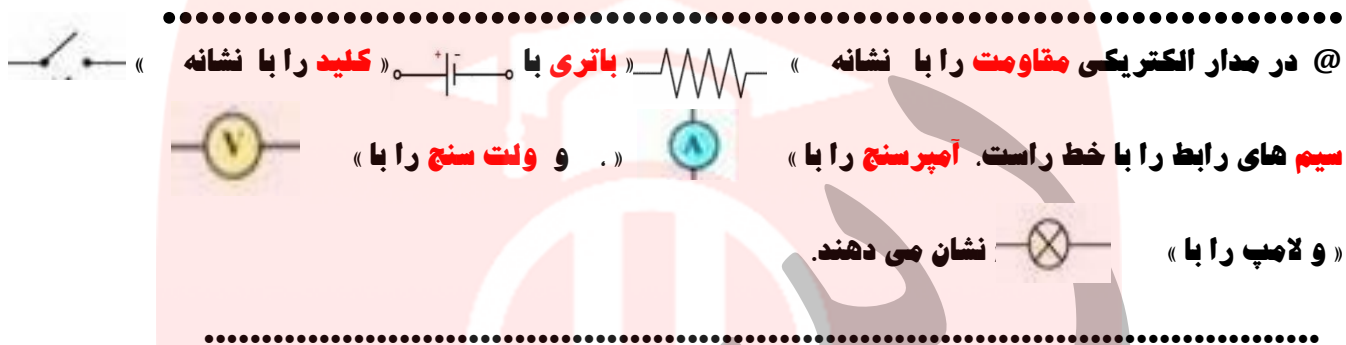 @ در مدار الکتریکی مقاومت را با نشانه « » باتری با + - » کلید را با نشانه «
سیم های رابط را با خط راست. آمپرسنج را با « A » . و ولت سنج را با « V
» و لامپ را با « نشان می دهند.